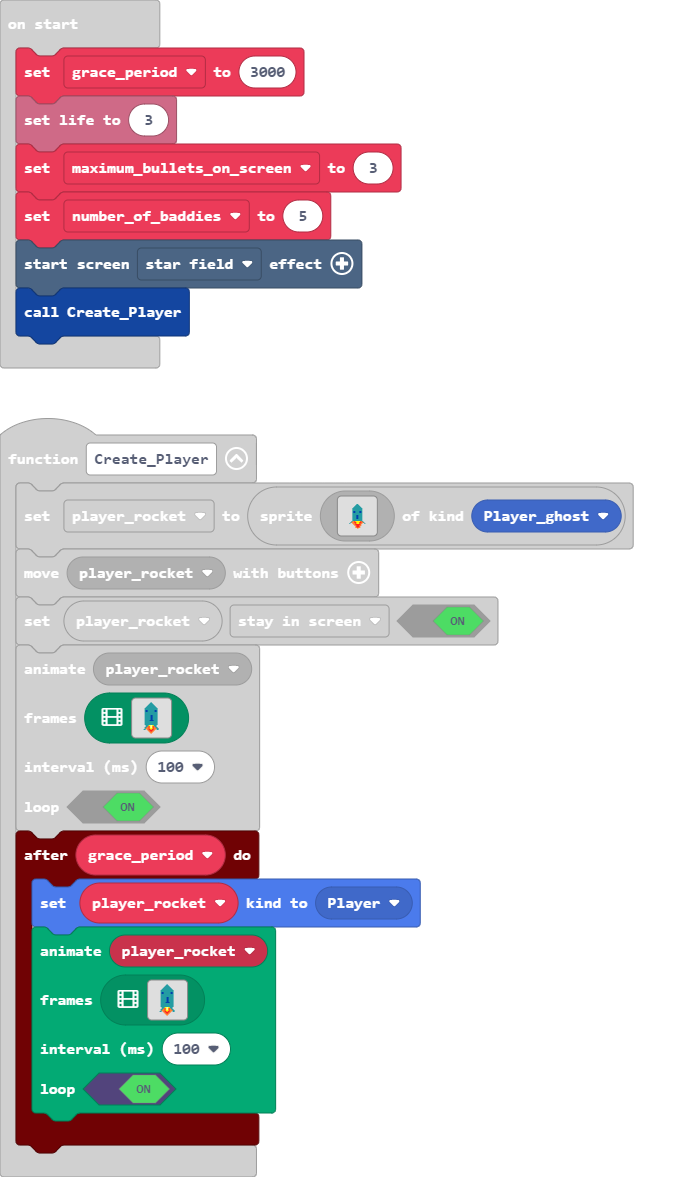 on start
set grace_period to 3000
set life to 3
set maximum_bullets_on_screen to 3
set number_of_baddies to 5
start screen star field effect
call Create_Player
function Create_Player
set player_rocket to sprite of kind Player_ghost
move player_rocket with buttons
set player_rocket stay in screen ON
animate player_rocket
frames
interval (ms) 100
loop ON
after grace_period do
set player_rocket kind to Player
animate player_rocket
frames
interval (ms) 100
loop ON